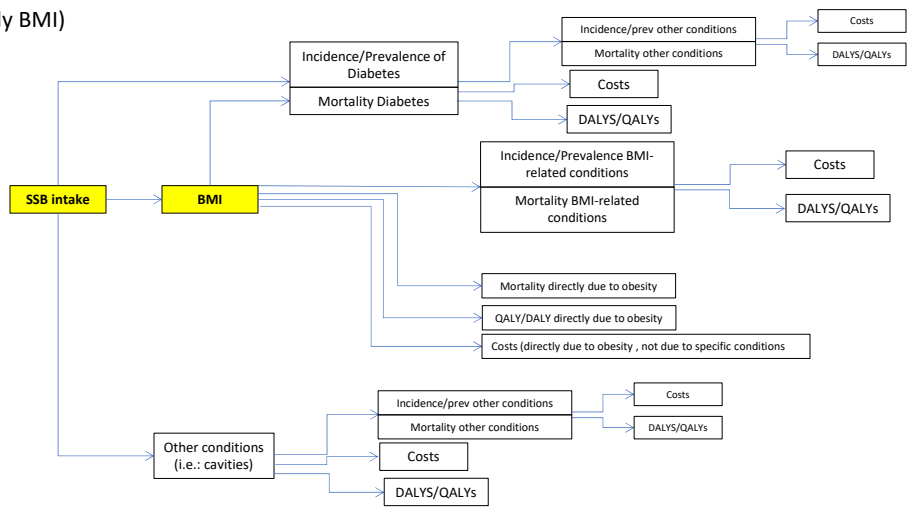 ly BMI)
Incidence/prev other conditions
Mortality other conditions
Costs
DALYS/QALYs
Incidence/Prevalence of
Diabetes
Mortality Diabetes
Costs
DALYS/QALYs
Incidence/Prevalence BMI-
related conditions
Mortality BMI-related
conditions
Costs
DALYS/QALYs
SSB intake
BMI
Mortality directly due to obesity
QALY/DALY directly due to obesity
Costs (directly due to obesity , not due to specific conditions
Incidence/prev other conditions
Mortality other conditions
Costs
DALYS/QALYs
Other conditions
(i.e.: cavities)
Costs
DALYS/QALYs